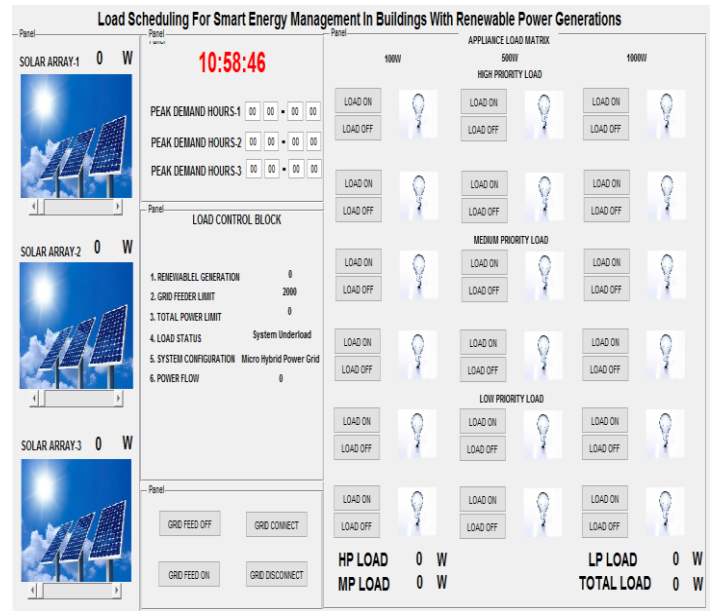 Load Scheduling For Smart Energy Management In Buildings With Renewable Power Generations
Panel
SOLAR ARRAY-1 0 W
SOLAR ARRAY-2 0 W
SOLAR ARRAY-3 0 W
Panel
10:58:46
PEAK DEMAND HOURS-1 00 00 - 00 00
PEAK DEMAND HOURS-2 00 00 - 00 00
PEAK DEMAND HOURS-3 00 00 - 00 00
Panel
LOAD CONTROL BLOCK
1. RENEWABLEL GENERATION 0
2. GRID FEEDER LIMIT 2000
3. TOTAL POWER LIMIT 0
4. LOAD STATUS System Underload
5. SYSTEM CONFIGURATION Micro Hybrid Power Grid
6. POWER FLOW 0
Panel
GRID FEED OFF GRID CONNECT
GRID FEED ON GRID DISCONNECT
Panel
APPLIANCE LOAD MATRIX
100W 500W 1000W
HIGH PRIORITY LOAD
LOAD ON LOAD ON LOAD ON
LOAD OFF LOAD OFF LOAD OFF
LOAD ON LOAD ON LOAD ON
LOAD OFF LOAD OFF LOAD OFF
MEDIUM PRIORITY LOAD
LOAD ON LOAD ON LOAD ON
LOAD OFF LOAD OFF LOAD OFF
LOAD ON LOAD ON LOAD ON
LOAD OFF LOAD OFF LOAD OFF
LOW PRIORITY LOAD
LOAD ON LOAD ON LOAD ON
LOAD OFF LOAD OFF LOAD OFF
LOAD ON LOAD ON LOAD ON
LOAD OFF LOAD OFF LOAD OFF
HP LOAD 0 W LP LOAD 0 W
MP LOAD 0 W TOTAL LOAD 0 W